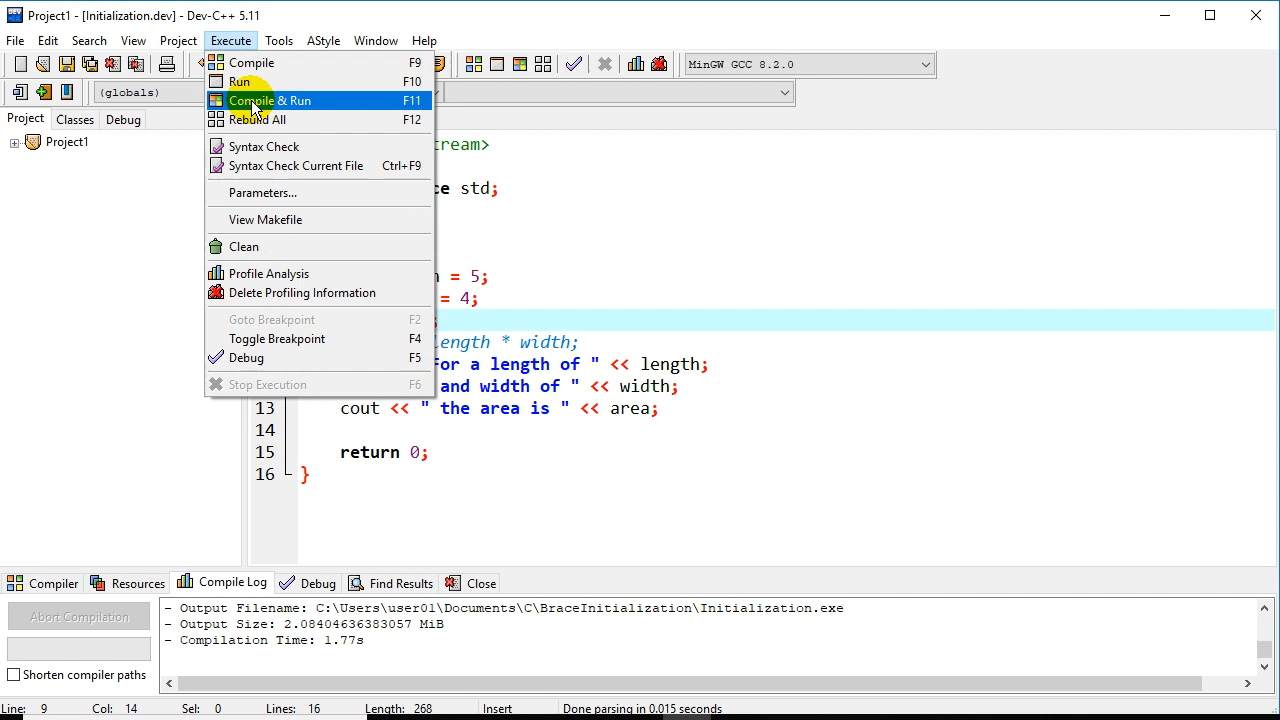 Project1 - [Initialization.dev] - Dev-C++ 5.11
File Edit Search View Project Execute Tools AStyle Window Help
MinGW GCC 8.2.0
(globals)
Project Classes Debug
Project1
Compile F9
Run F10
Compile & Run F11
Rebuild All F12
Syntax Check
Syntax Check Current File Ctrl+F9
Parameters...
View Makefile
Clean
Profile Analysis
Delete Profiling Information
Goto Breakpoint F2
Toggle Breakpoint F4
Debug F5
Stop Execution F6
ream>
ce std;
= 5;
= 4;
;
ength * width;
or a length of " << length;
and width of " << width;
13 cout << " the area is " << area;
14
15 return 0;
16 }
Compiler Resources Compile Log Debug Find Results Close
Abort Compilation
Shorten compiler paths
- Output Filename: C:\Users\user01\Documents\C\BraceInitialization\Initialization.exe
- Output Size: 2.08404636383057 MiB
- Compilation Time: 1.77s
Line: 9 Col: 14 Sel: 0 Lines: 16 Length: 268 Insert Done parsing in 0.015 seconds